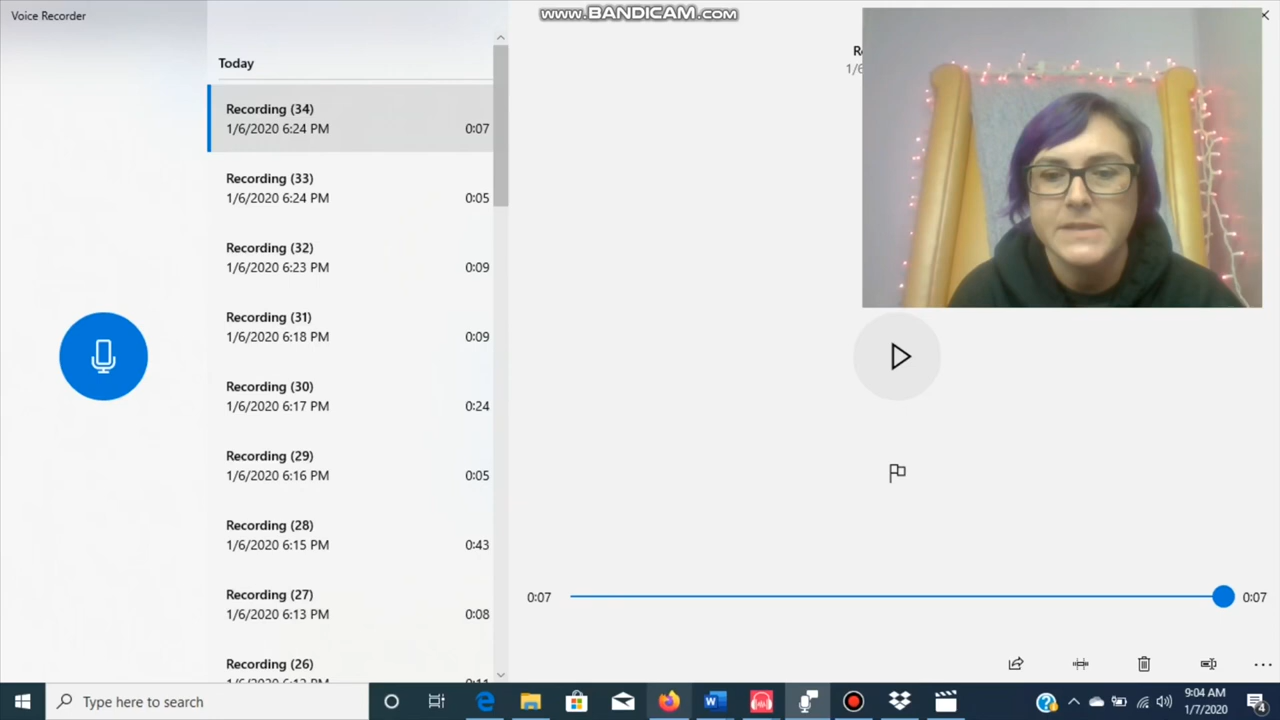 Voice Recorder
www.BANDICAM.com
Today
Recording (34)
1/6/2020 6:24 PM 0:07
Recording (33)
1/6/2020 6:24 PM 0:05
Recording (32)
1/6/2020 6:23 PM 0:09
Recording (31)
1/6/2020 6:18 PM 0:09
Recording (30)
1/6/2020 6:17 PM 0:24
Recording (29)
1/6/2020 6:16 PM 0:05
Recording (28)
1/6/2020 6:15 PM 0:43
Recording (27)
1/6/2020 6:13 PM 0:08
Recording (26)
0:07 0:07
Type here to search
9:04 AM
1/7/2020
4